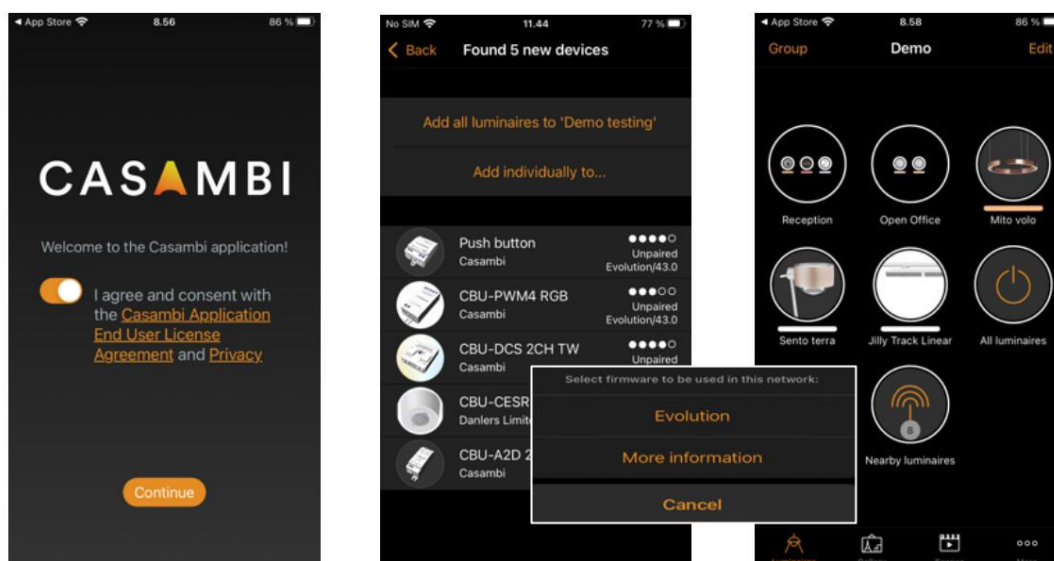 App Store
8.56
86 %
CASAMBI
Welcome to the Casambi application!
I agree and consent with
the Casambi Application
End User License
Agreement and Privacy
Continue
No SIM
11.44
77 %
Back
Found 5 new devices
Add all luminaires to 'Demo testing'
Add individually to...
Push button
Casambi
Unpaired
Evolution/43.0
CBU-PWM4 RGB
Casambi
Unpaired
Evolution/43.0
CBU-DCS 2CH TW
Casambi
Unpaired
CBU-CESR
Danlers Limit
CBU-A2D 2
Casambi
Select firmware to be used in this network:
Evolution
More information
Cancel
App Store
8.58
86 %
Group
Demo
Edit
Reception
Open Office
Mito volo
Sento terra
Jilly Track Linear
All luminaires
8
Nearby luminaires